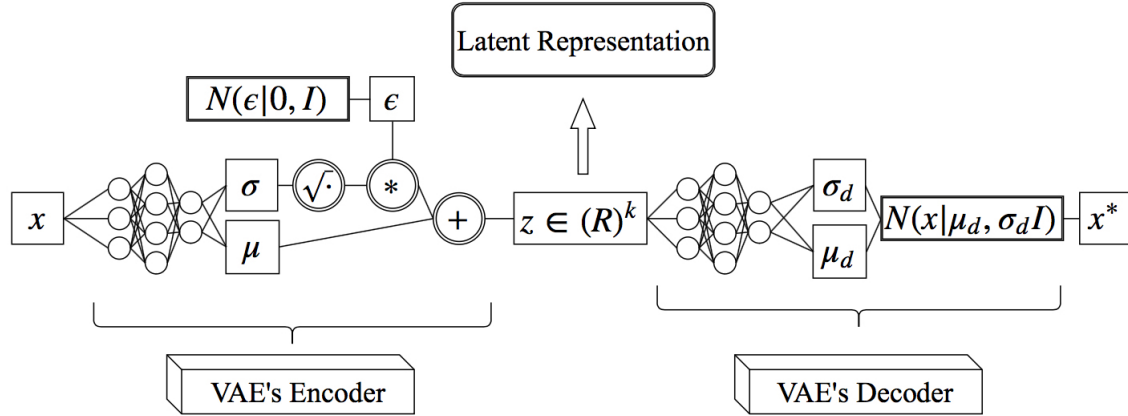 Latent Representation
N(ϵ|0, I)
ϵ
σ
√·
*
σ_d
x
+
z ∈ (R)^k
N(x|μ_d, σ_d I)
x*
μ
μ_d
VAE's Encoder
VAE's Decoder